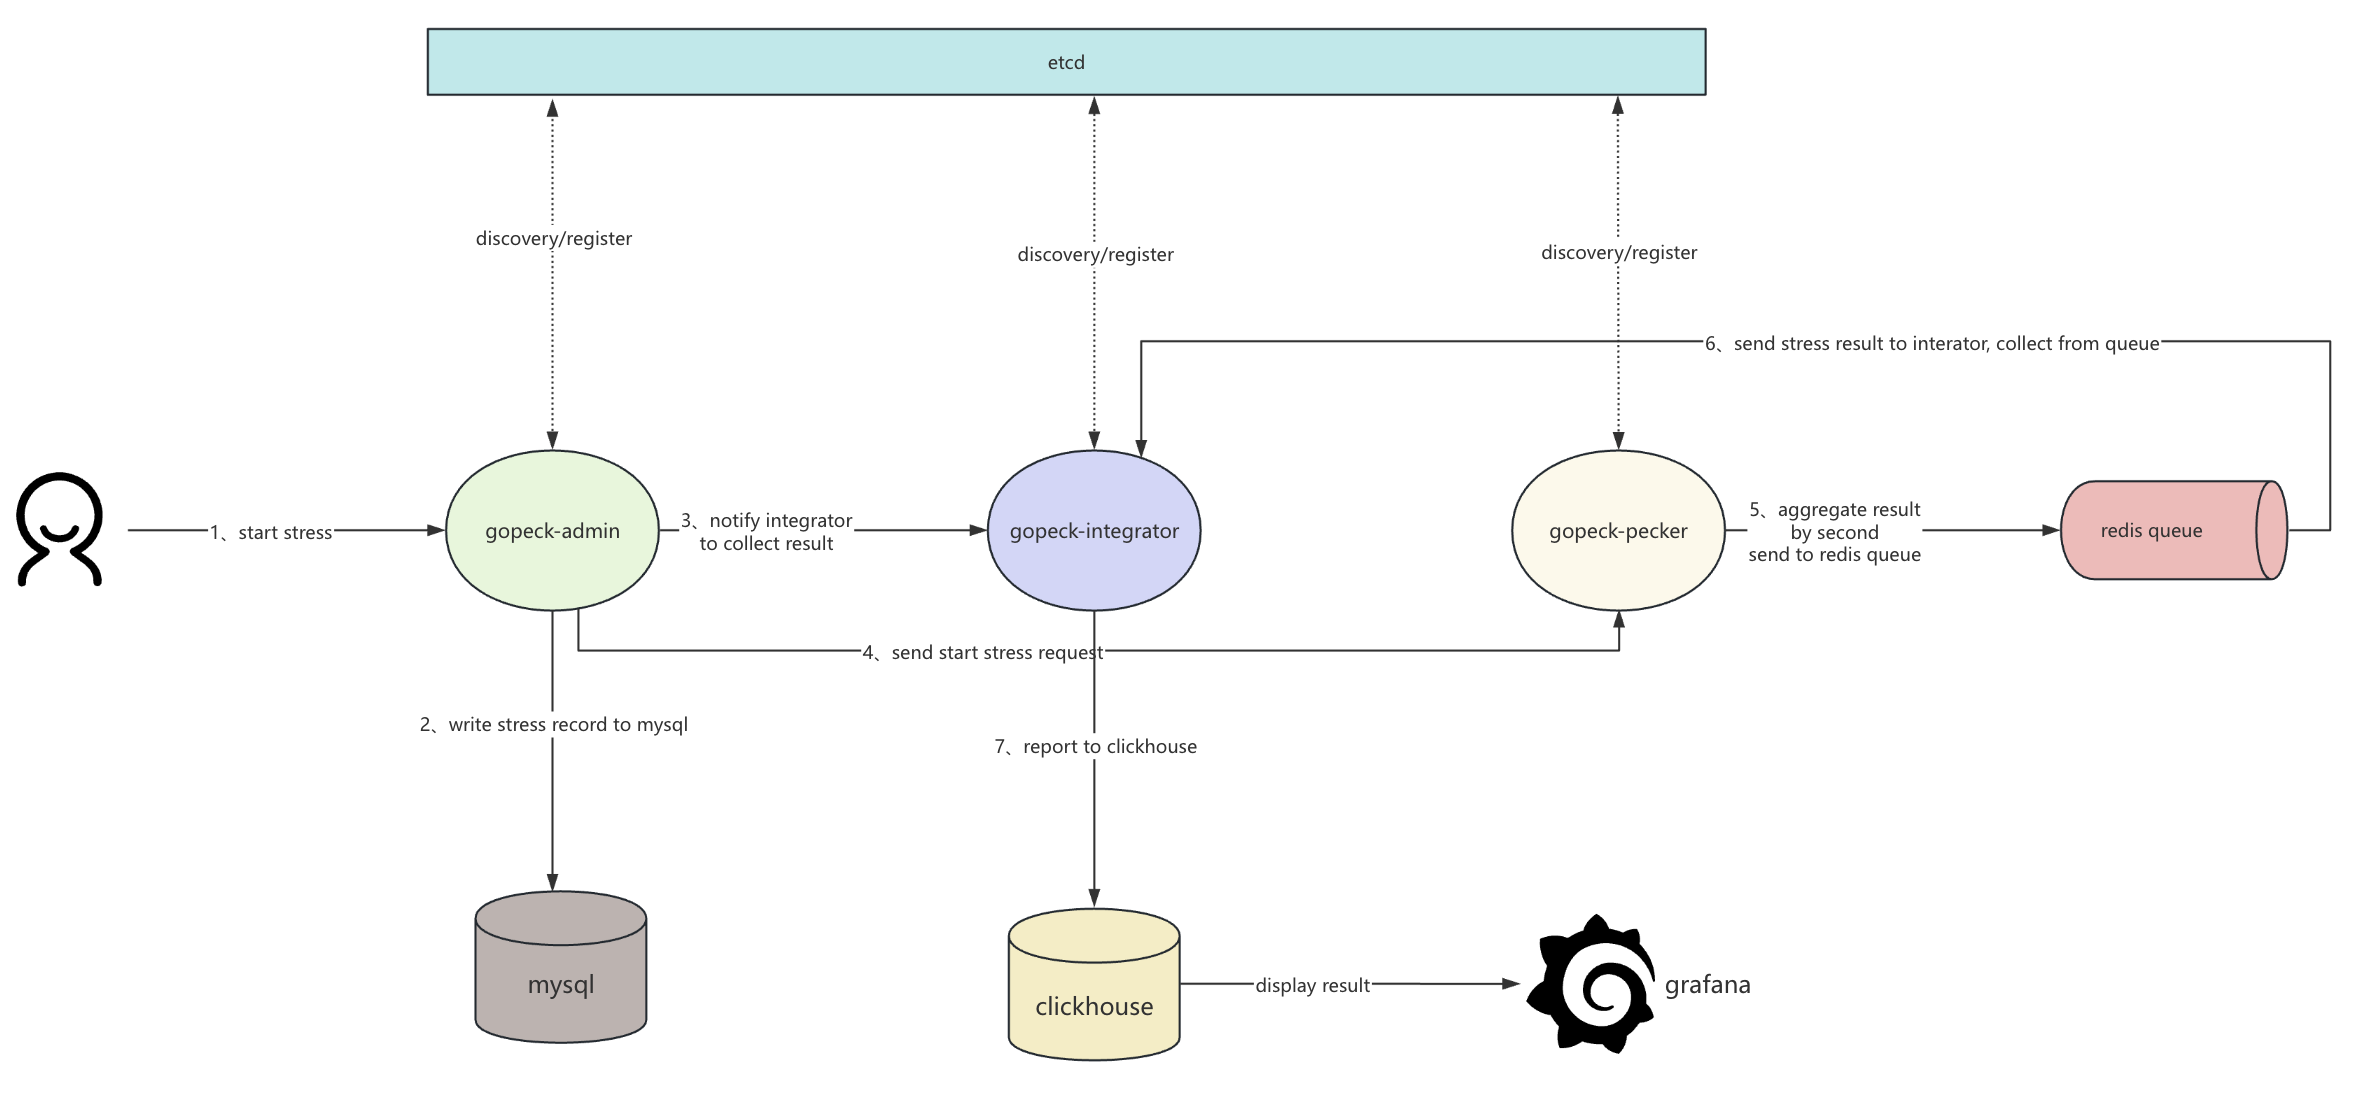 etcd
discovery/register
discovery/register
discovery/register
6、send stress result to interator, collect from queue
1、start stress
gopeck-admin
3、notify integrator
to collect result
gopeck-integrator
gopeck-pecker
5、aggregate result
by second
send to redis queue
redis queue
4、send start stress request
2、write stress record to mysql
7、report to clickhouse
mysql
clickhouse
display result
grafana